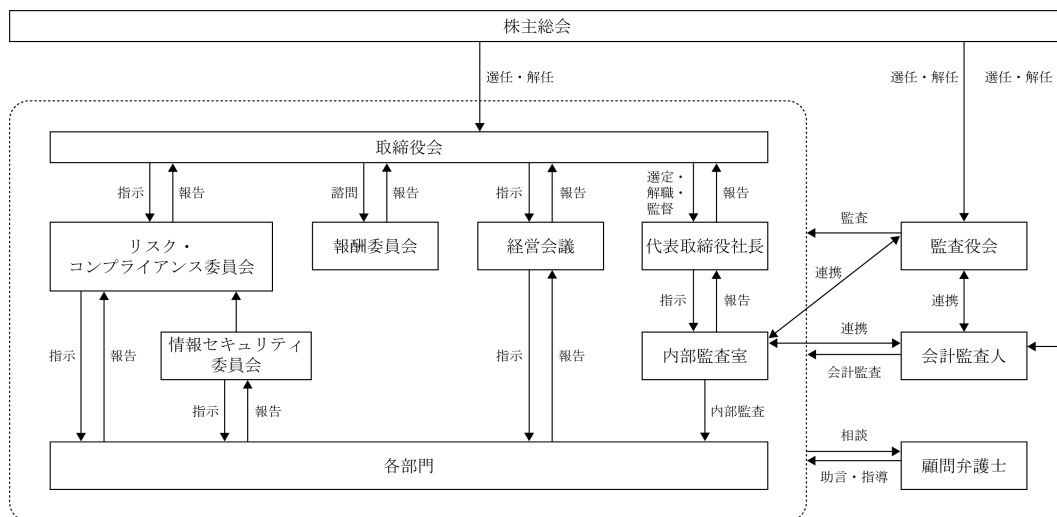 株主総会
選任・解任
選任・解任
選任・解任
取締役会
指示
報告
諮問
報告
指示
報告
選定・
解職・
監督
報告
リスク・
コンプライアンス委員会
報酬委員会
経営会議
代表取締役社長
監査
監査役会
連携
指示
報告
連携
情報セキュリティ
委員会
内部監査室
連携
会計監査
会計監査人
指示
報告
指示
報告
指示
報告
内部監査
各部門
相談
助言・指導
顧問弁護士